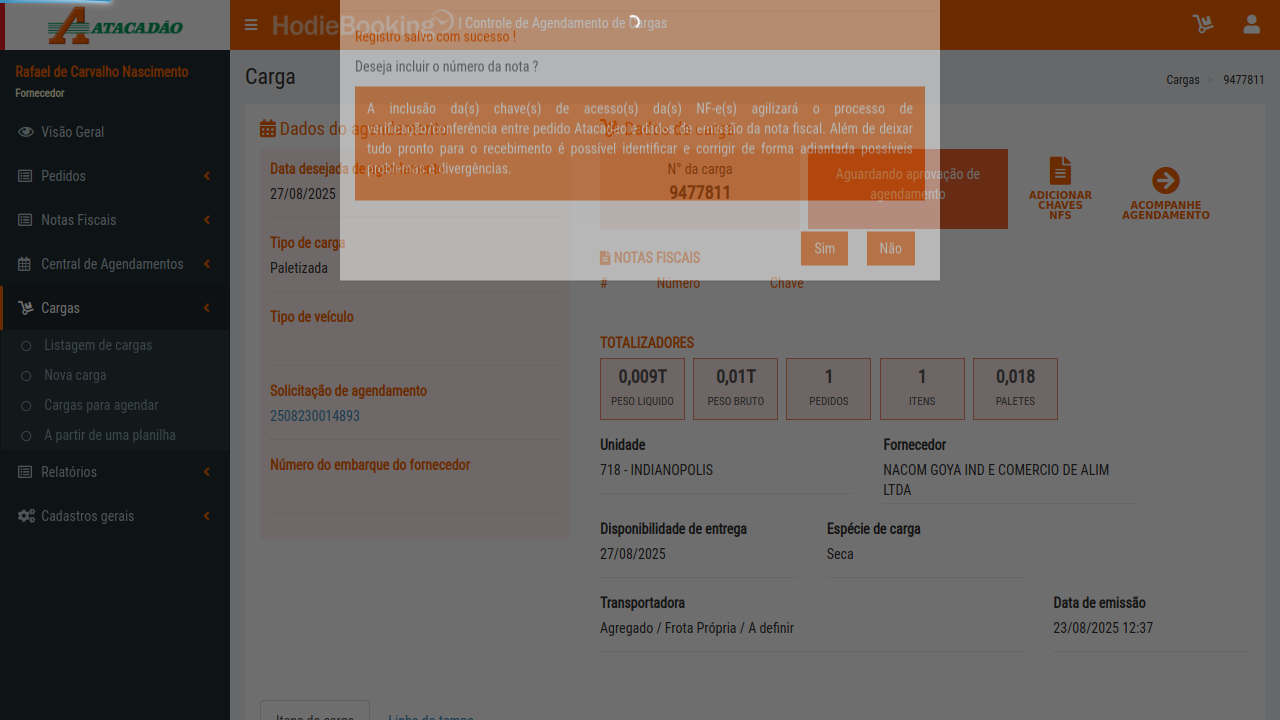 ATACADÃO
HodieBooking | Controle de Agendamento de Cargas
Rafael de Carvalho Nascimento
Fornecedor
Visão Geral
Pedidos
Notas Fiscais
Central de Agendamentos
Cargas
Listagem de cargas
Nova carga
Cargas para agendar
A partir de uma planilha
Relatórios
Cadastros gerais
Carga
Cargas > 9477811
Registro salvo com sucesso !
Deseja incluir o número da nota ?
A inclusão da(s) chave(s) de acesso(s) da(s) NF-e(s) agilizará o processo de
verificação/conferência entre pedido Atacadão e dados de emissão da nota fiscal. Além de deixar
tudo pronto para o recebimento é possível identificar e corrigir de forma adiantada possíveis
problemas e divergências.
Sim
Não
Dados do agendamento
Data desejada de agendamento
27/08/2025
Tipo de carga
Paletizada
Tipo de veículo
Solicitação de agendamento
2508230014893
Número do embarque do fornecedor
Dados da carga
N° da carga
9477811
Aguardando aprovação de
agendamento
ADICIONAR
CHAVES
NFS
ACOMPANHE
AGENDAMENTO
NOTAS FISCAIS
# Número Chave
TOTALIZADORES
0,009T
PESO LIQUIDO
0,01T
PESO BRUTO
1
PEDIDOS
1
ITENS
0,018
PALETES
Unidade
718 - INDIANOPOLIS
Fornecedor
NACOM GOYA IND E COMERCIO DE ALIM
LTDA
Disponibilidade de entrega
27/08/2025
Espécie de carga
Seca
Transportadora
Agregado / Frota Própria / A definir
Data de emissão
23/08/2025 12:37
Itens da carga
Linha do tempo